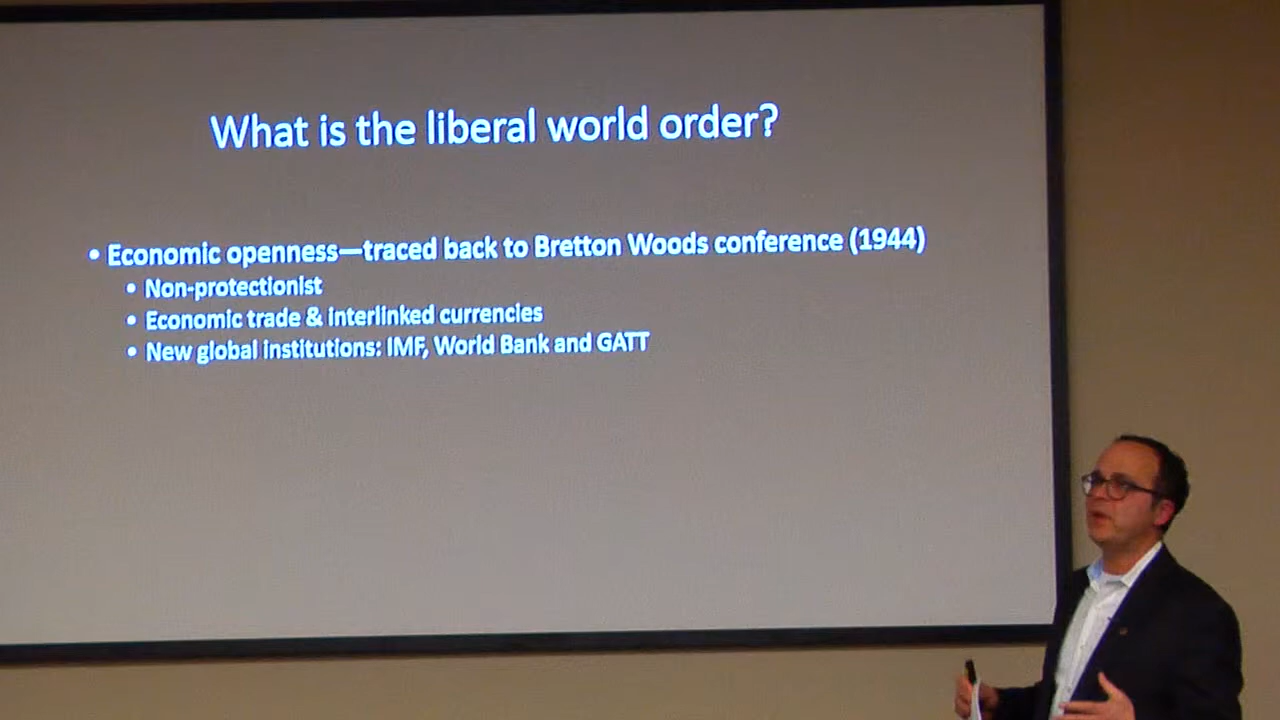 What is the liberal world order?
• Economic openness—traced back to Bretton Woods conference (1944)
• Non-protectionist
• Economic trade & interlinked currencies
• New global institutions: IMF, World Bank and GATT